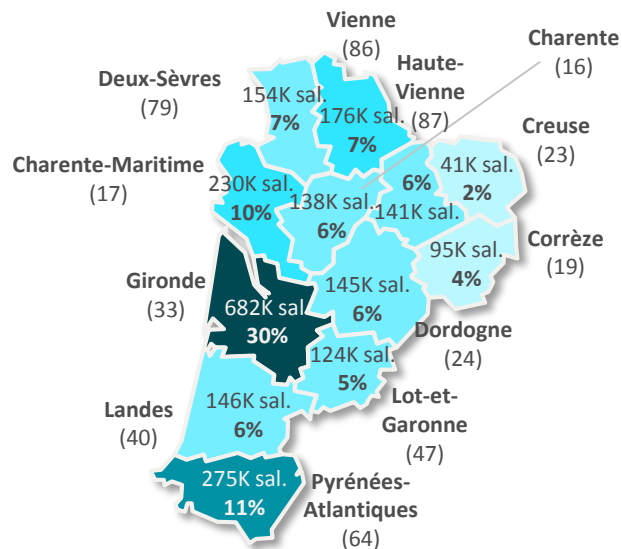 Vienne
(86)
Charente
(16)
Deux-Sèvres
(79)
Haute-
Vienne
(87)
154K sal.
7%
176K sal.
7%
Creuse
(23)
Charente-Maritime
(17)
230K sal.
10%
138K sal.
6%
6%
141K sal.
41K sal.
2%
Corrèze
(19)
95K sal.
4%
Gironde
(33)
682K sal.
30%
145K sal.
6%
Dordogne
(24)
124K sal.
5%
Lot-et-
Garonne
(47)
Landes
(40)
146K sal.
6%
275K sal.
11%
Pyrénées-
Atlantiques
(64)